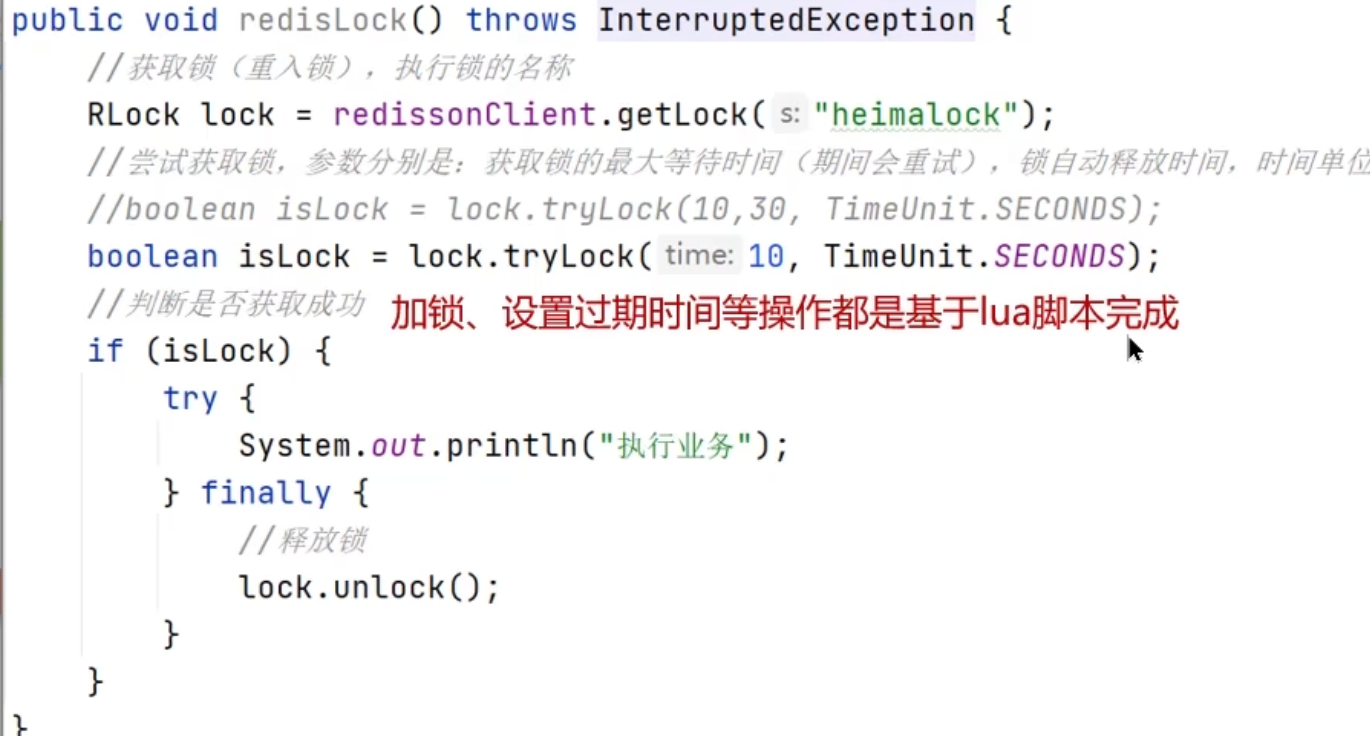 public void redisLock() throws InterruptedException {
//获取锁（重入锁），执行锁的名称
RLock lock = redissonClient.getLock( s: "heimalock");
//尝试获取锁，参数分别是：获取锁的最大等待时间（期间会重试），锁自动释放时间，时间单位
//boolean isLock = lock.tryLock(10,30, TimeUnit.SECONDS);
boolean isLock = lock.tryLock( time: 10, TimeUnit.SECONDS);
//判断是否获取成功 加锁、设置过期时间等操作都是基于lua脚本完成
if (isLock) {
try {
System.out.println("执行业务");
} finally {
//释放锁
lock.unlock();
}
}
}